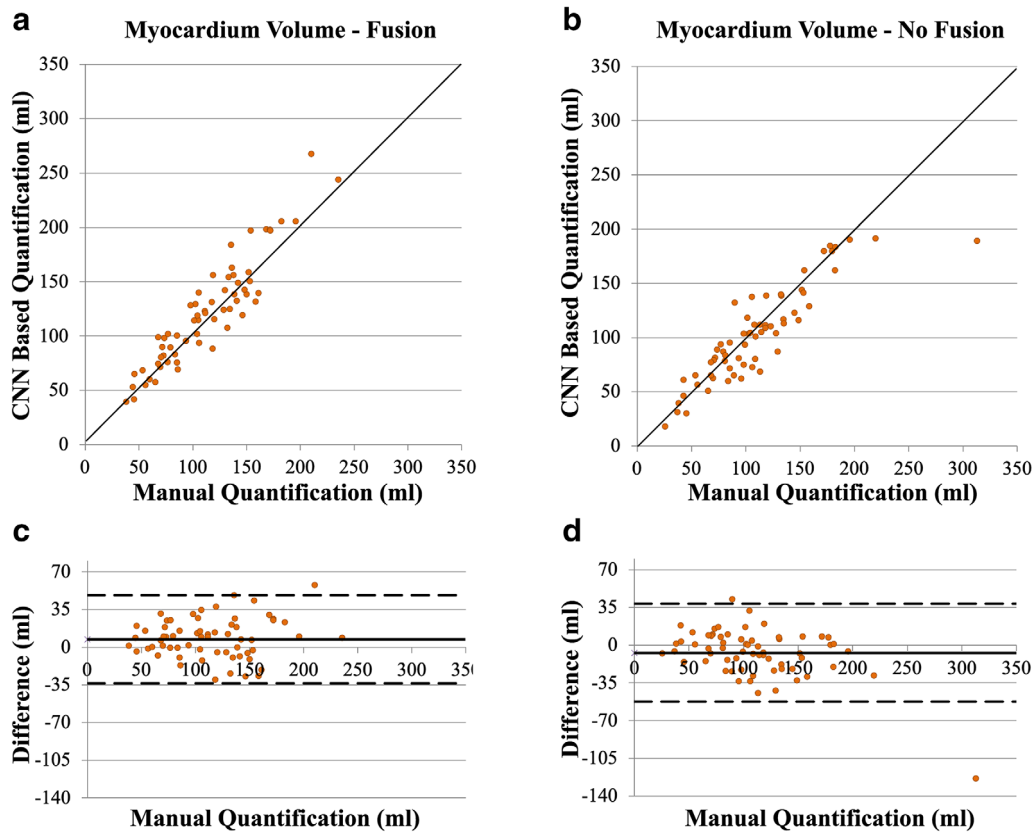 a
Myocardium Volume - Fusion
CNN Based Quantification (ml)
350
300
250
200
150
100
50
0
0 50 100 150 200 250 300 350
Manual Quantification (ml)
b
Myocardium Volume - No Fusion
CNN Based Quantification (ml)
350
300
250
200
150
100
50
0
0 50 100 150 200 250 300 350
Manual Quantification (ml)
c
Difference (ml)
70
35
0
-35
-70
-105
-140
0 50 100 150 200 250 300 350
Manual Quantification (ml)
d
Difference (ml)
70
35
0
-35
-70
-105
-140
0 50 100 150 200 250 300 350
Manual Quantification (ml)